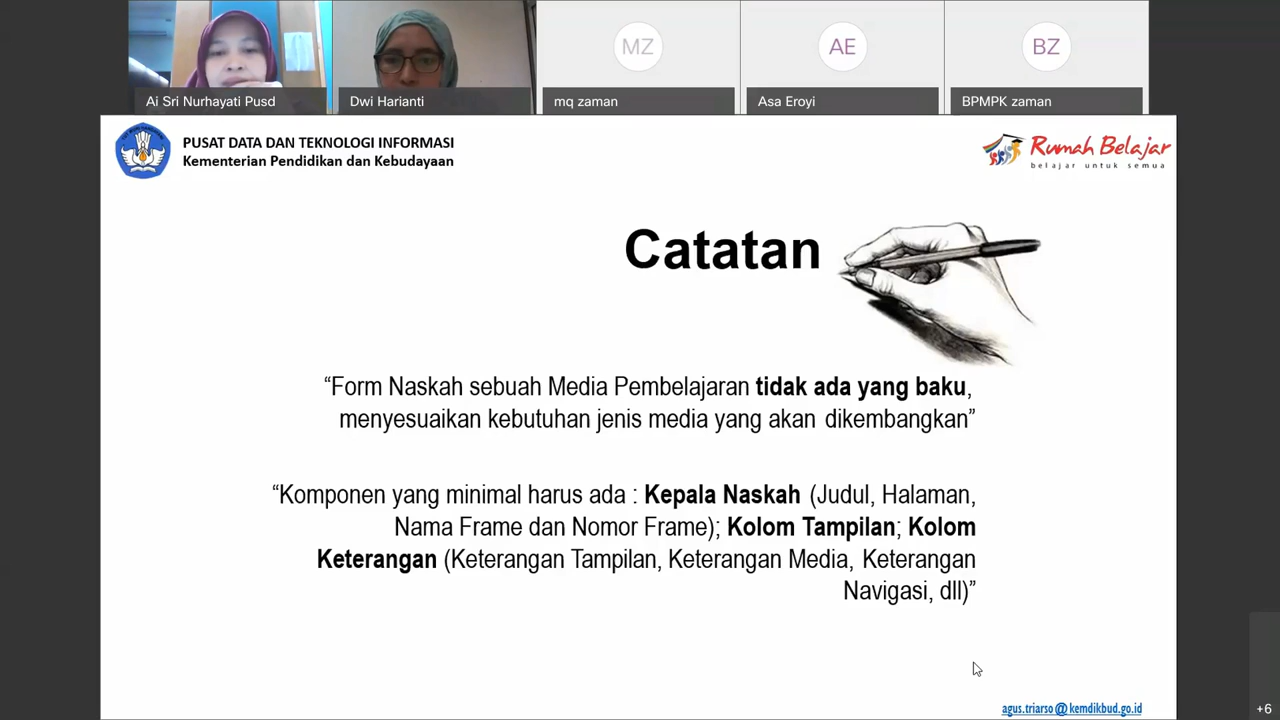 MZ
AE
BZ
Ai Sri Nurhayati Pusd
Dwi Harianti
mq zaman
Asa Eroyi
BPMPK zaman
PUSAT DATA DAN TEKNOLOGI INFORMASI
Kementerian Pendidikan dan Kebudayaan
Rumah Belajar
belajar untuk semua
Catatan
“Form Naskah sebuah Media Pembelajaran tidak ada yang baku,
menyesuaikan kebutuhan jenis media yang akan dikembangkan”
“Komponen yang minimal harus ada : Kepala Naskah (Judul, Halaman,
Nama Frame dan Nomor Frame); Kolom Tampilan; Kolom
Keterangan (Keterangan Tampilan, Keterangan Media, Keterangan
Navigasi, dll)”
agus.triarso@kemdikbud.go.id
+6